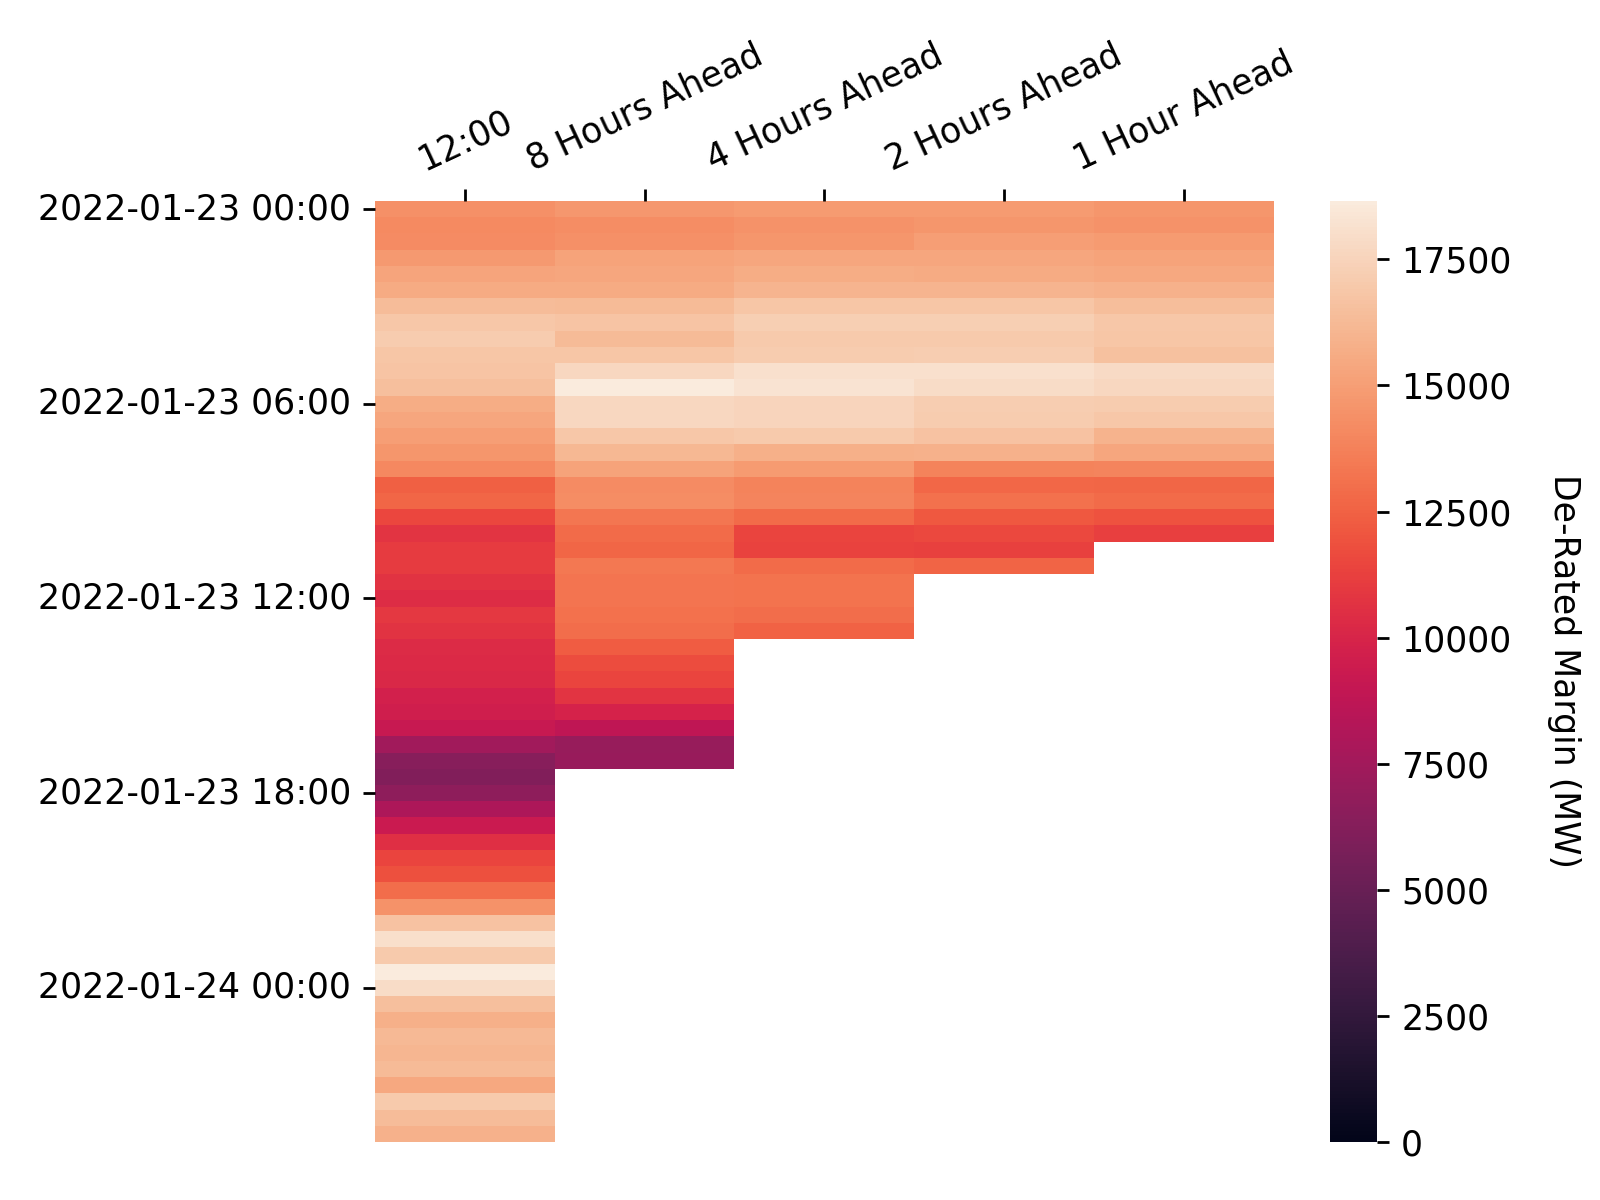 12:00
8 Hours Ahead
4 Hours Ahead
2 Hours Ahead
1 Hour Ahead
2022-01-23 00:00
2022-01-23 06:00
2022-01-23 12:00
2022-01-23 18:00
2022-01-24 00:00
17500
15000
12500
10000
7500
5000
2500
0
De-Rated Margin (MW)